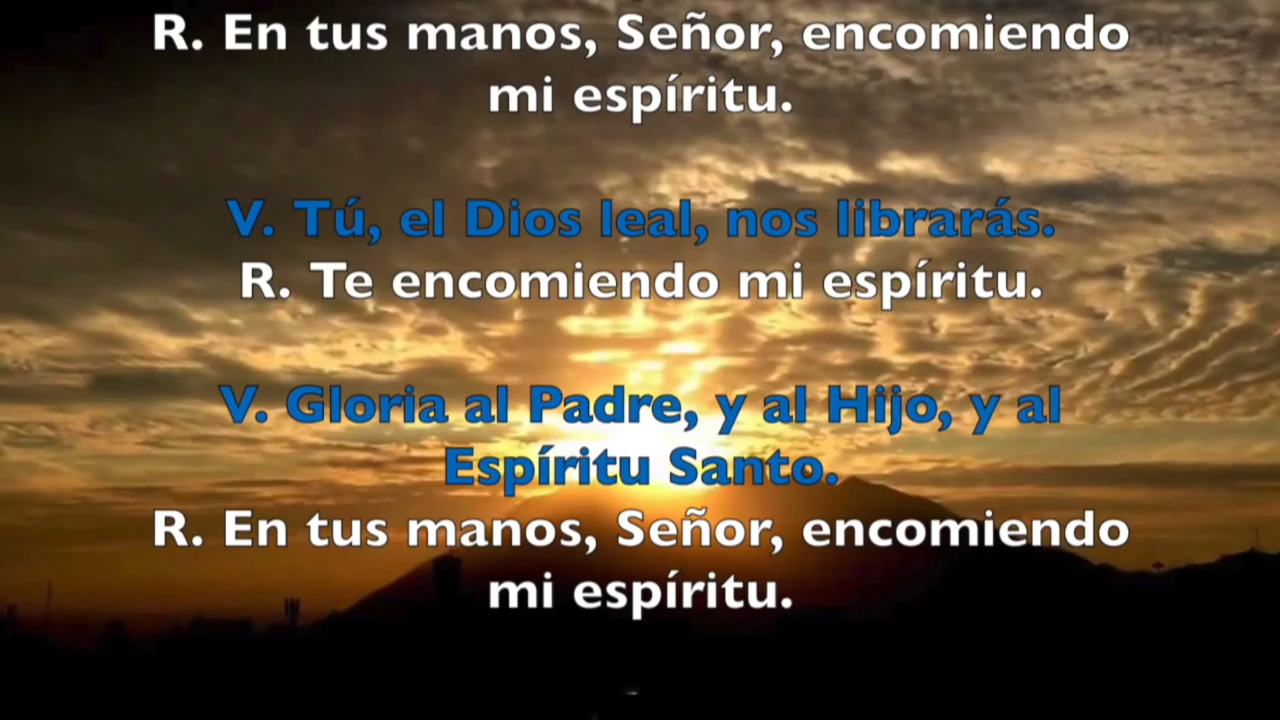 R. En tus manos, Señor, encomiendo
mi espíritu.
V. Tú, el Dios leal, nos librarás.
R. Te encomiendo mi espíritu.
V. Gloria al Padre, y al Hijo, y al
Espíritu Santo.
R. En tus manos, Señor, encomiendo
mi espíritu.